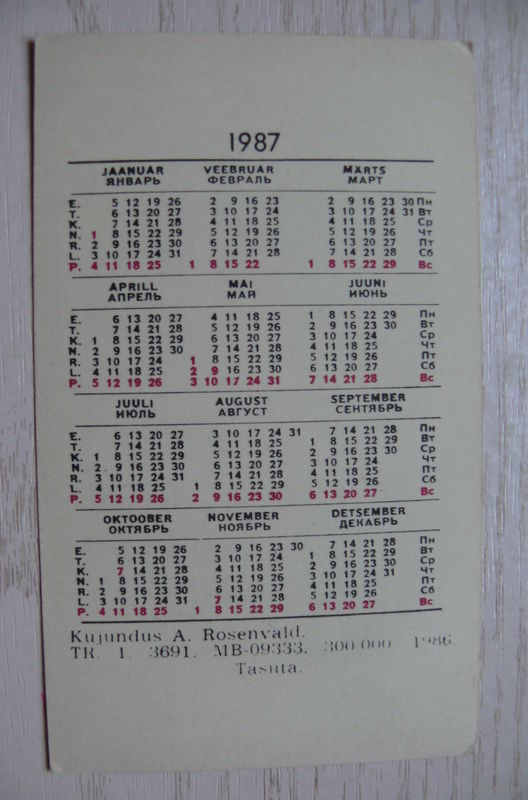 1987
JAANUAR VEEBRUAR MÄRTS
ЯНВАРЬ ФЕВРАЛЬ МАРТ
E. 5 12 19 26 2 9 16 23 2 9 16 23 30 Пн
T. 6 13 20 27 3 10 17 24 3 10 17 24 31 Вт
K. 7 14 21 28 4 11 18 25 4 11 18 25 Ср
N. 1 8 15 22 29 5 12 19 26 5 12 19 26 Чт
R. 2 9 16 23 30 6 13 20 27 6 13 20 27 Пт
L. 3 10 17 24 31 7 14 21 28 7 14 21 28 Сб
P. 4 11 18 25 1 8 15 22 1 8 15 22 29 Вс
APRILL MAI JUUNI
АПРЕЛЬ МАЙ ИЮНЬ
E. 6 13 20 27 4 11 18 25 1 8 15 22 29 Пн
T. 7 14 21 28 5 12 19 26 2 9 16 23 30 Вт
K. 1 8 15 22 29 6 13 20 27 3 10 17 24 Ср
N. 2 9 16 23 30 7 14 21 28 4 11 18 25 Чт
R. 3 10 17 24 1 8 15 22 29 5 12 19 26 Пт
L. 4 11 18 25 2 9 16 23 30 6 13 20 27 Сб
P. 5 12 19 26 3 10 17 24 31 7 14 21 28 Вс
JUULI AUGUST SEPTEMBER
ИЮЛЬ АВГУСТ СЕНТЯБРЬ
E. 6 13 20 27 3 10 17 24 31 7 14 21 28 Пн
T. 7 14 21 28 4 11 18 25 1 8 15 22 29 Вт
K. 1 8 15 22 29 5 12 19 26 2 9 16 23 30 Ср
N. 2 9 16 23 30 6 13 20 27 3 10 17 24 Чт
R. 3 10 17 24 31 7 14 21 28 4 11 18 25 Пт
L. 4 11 18 25 1 8 15 22 29 5 12 19 26 Сб
P. 5 12 19 26 2 9 16 23 30 6 13 20 27 Вс
OKTOOBER NOVEMBER DETSEMBER
ОКТЯБРЬ НОЯБРЬ ДЕКАБРЬ
E. 5 12 19 26 2 9 16 23 30 7 14 21 28 Пн
T. 6 13 20 27 3 10 17 24 1 8 15 22 29 Вт
K. 7 14 21 28 4 11 18 25 2 9 16 23 30 Ср
N. 1 8 15 22 29 5 12 19 26 3 10 17 24 31 Чт
R. 2 9 16 23 30 6 13 20 27 4 11 18 25 Пт
L. 3 10 17 24 31 7 14 21 28 5 12 19 26 Сб
P. 4 11 18 25 1 8 15 22 29 6 13 20 27 Вс
Kujundus A. Rosenvald.
TR. 1. 3691. MB-09333. 300 000. 1986.
Tasuta.